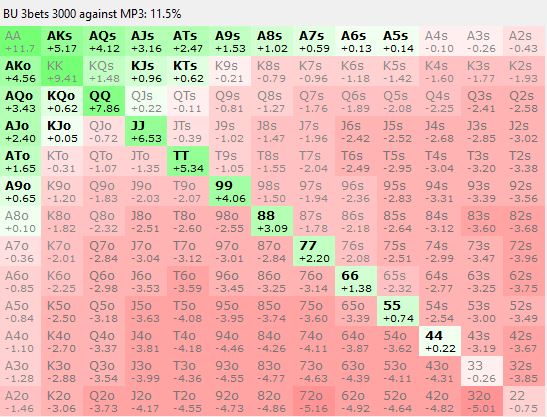 BU 3bets 3000 against MP3: 11.5%
AA AKs AQs AJs ATs A9s A8s A7s A6s A5s A4s A3s A2s
+11.7 +5.17 +4.12 +3.16 +2.47 +1.53 +1.02 +0.59 +0.13 +0.14 -0.10 -0.26 -0.43
AKo KK KQs KJs KTs K9s K8s K7s K6s K5s K4s K3s K2s
+4.56 +9.41 +1.48 +0.96 +0.62 -0.21 -0.79 -0.96 -1.18 -1.42 -1.60 -1.77 -1.93
AQo KQo QQ QJs QTs Q9s Q8s Q7s Q6s Q5s Q4s Q3s Q2s
+3.43 +0.62 +7.86 +0.22 -0.11 -0.81 -1.27 -1.76 -1.89 -2.08 -2.25 -2.41 -2.58
AJo KJo QJo JJ JTs J9s J8s J7s J6s J5s J4s J3s J2s
+2.40 +0.05 -0.72 +6.53 -0.39 -1.02 -1.47 -1.96 -2.42 -2.52 -2.68 -2.85 -3.02
ATo KTo QTo JTo TT T9s T8s T7s T6s T5s T4s T3s T2s
+1.65 -0.31 -1.07 -1.35 +5.34 -1.05 -1.55 -2.04 -2.49 -2.95 -3.04 -3.20 -3.38
A9o K9o Q9o J9o T9o 99 98s 97s 96s 95s 94s 93s 92s
+0.65 -1.20 -1.83 -2.03 -2.07 +4.06 -1.50 -1.94 -2.36 -2.83 -3.31 -3.39 -3.56
A8o K8o Q8o J8o T8o 98o 88 87s 86s 85s 84s 83s 82s
+0.10 -1.82 -2.32 -2.51 -2.60 -2.55 +3.09 -1.78 -2.18 -2.64 -3.12 -3.60 -3.68
A7o K7o Q7o J7o T7o 97o 87o 77 76s 75s 74s 73s 72s
-0.36 -2.01 -2.84 -3.04 -3.12 -3.01 -2.84 +2.20 -2.08 -2.51 -2.99 -3.47 -3.96
A6o K6o Q6o J6o T6o 96o 86o 76o 66 65s 64s 63s 62s
-0.85 -2.25 -2.98 -3.53 -3.59 -3.45 -3.25 -3.14 +1.38 -2.32 -2.77 -3.25 -3.75
A5o K5o Q5o J5o T5o 95o 85o 75o 65o 55 54s 53s 52s
-0.84 -2.50 -3.18 -3.63 -4.08 -3.95 -3.74 -3.60 -3.39 +0.74 -2.54 -3.00 -3.49
A4o K4o Q4o J4o T4o 94o 84o 74o 64o 54o 44 43s 42s
-1.10 -2.70 -3.37 -3.81 -4.18 -4.46 -4.26 -4.11 -3.87 -3.62 +0.22 -3.19 -3.67
A3o K3o Q3o J3o T3o 93o 83o 73o 63o 53o 43o 33 32s
-1.28 -2.88 -3.54 -3.99 -4.36 -4.55 -4.77 -4.63 -4.39 -4.11 -4.31 -0.26 -3.85
A2o K2o Q2o J2o T2o 92o 82o 72o 62o 52o 42o 32o 22
-1.46 -3.06 -3.73 -4.17 -4.55 -4.73 -4.86 -5.16 -4.92 -4.64 -4.82 -5.01 -0.75